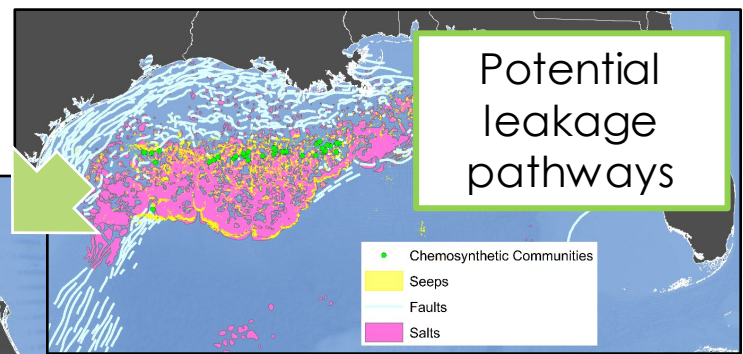 Potential
leakage
pathways
Chemosynthetic Communities
Seeps
Faults
Salts